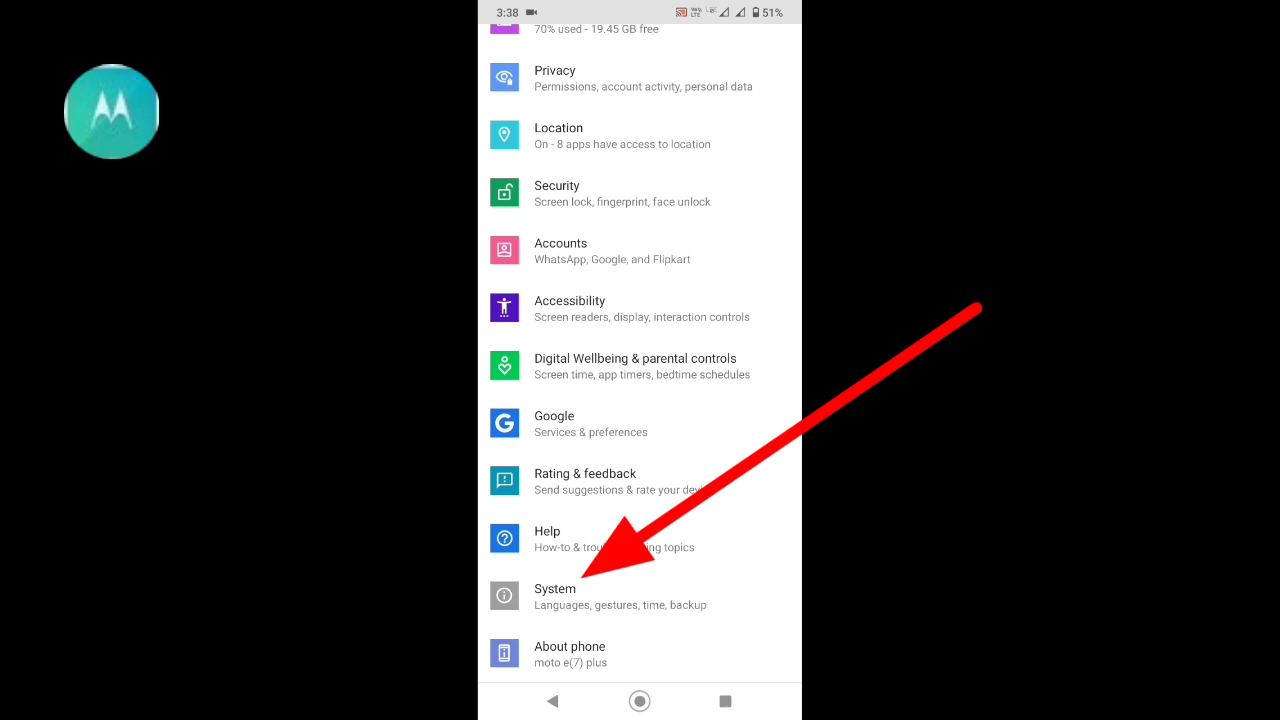 3:38 51%
70% used - 19.45 GB free
Privacy
Permissions, account activity, personal data
Location
On - 8 apps have access to location
Security
Screen lock, fingerprint, face unlock
Accounts
WhatsApp, Google, and Flipkart
Accessibility
Screen readers, display, interaction controls
Digital Wellbeing & parental controls
Screen time, app timers, bedtime schedules
Google
Services & preferences
Rating & feedback
Send suggestions & rate your
Help
How-to & topics
System
Languages, gestures, time, backup
About phone
moto e(7) plus